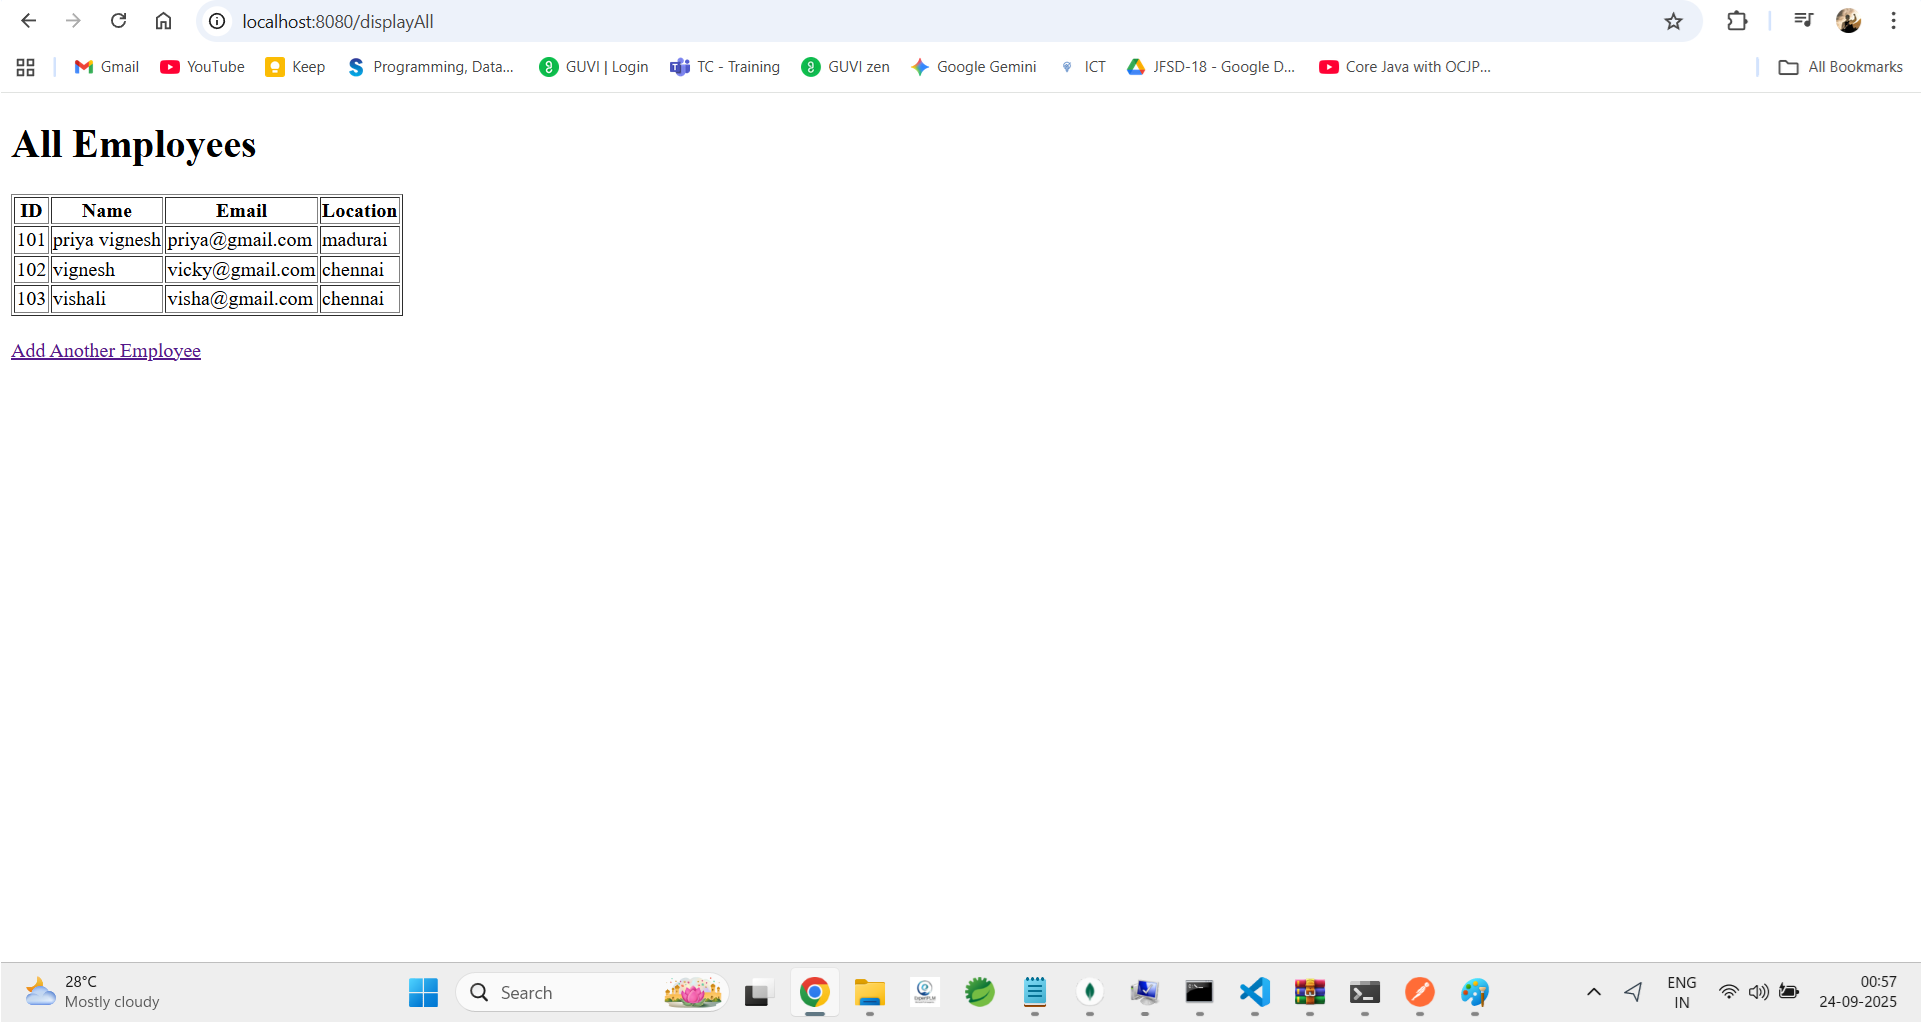 localhost:8080/displayAll
Gmail YouTube Keep Programming, Data... GUVI | Login TC - Training GUVI zen Google Gemini ICT JFSD-18 - Google D... Core Java with OCJP... All Bookmarks
All Employees
ID Name Email Location
101 priya vignesh priya@gmail.com madurai
102 vignesh vicky@gmail.com chennai
103 vishali visha@gmail.com chennai
Add Another Employee
28°C
Mostly cloudy
Search
ENG
IN
00:57
24-09-2025